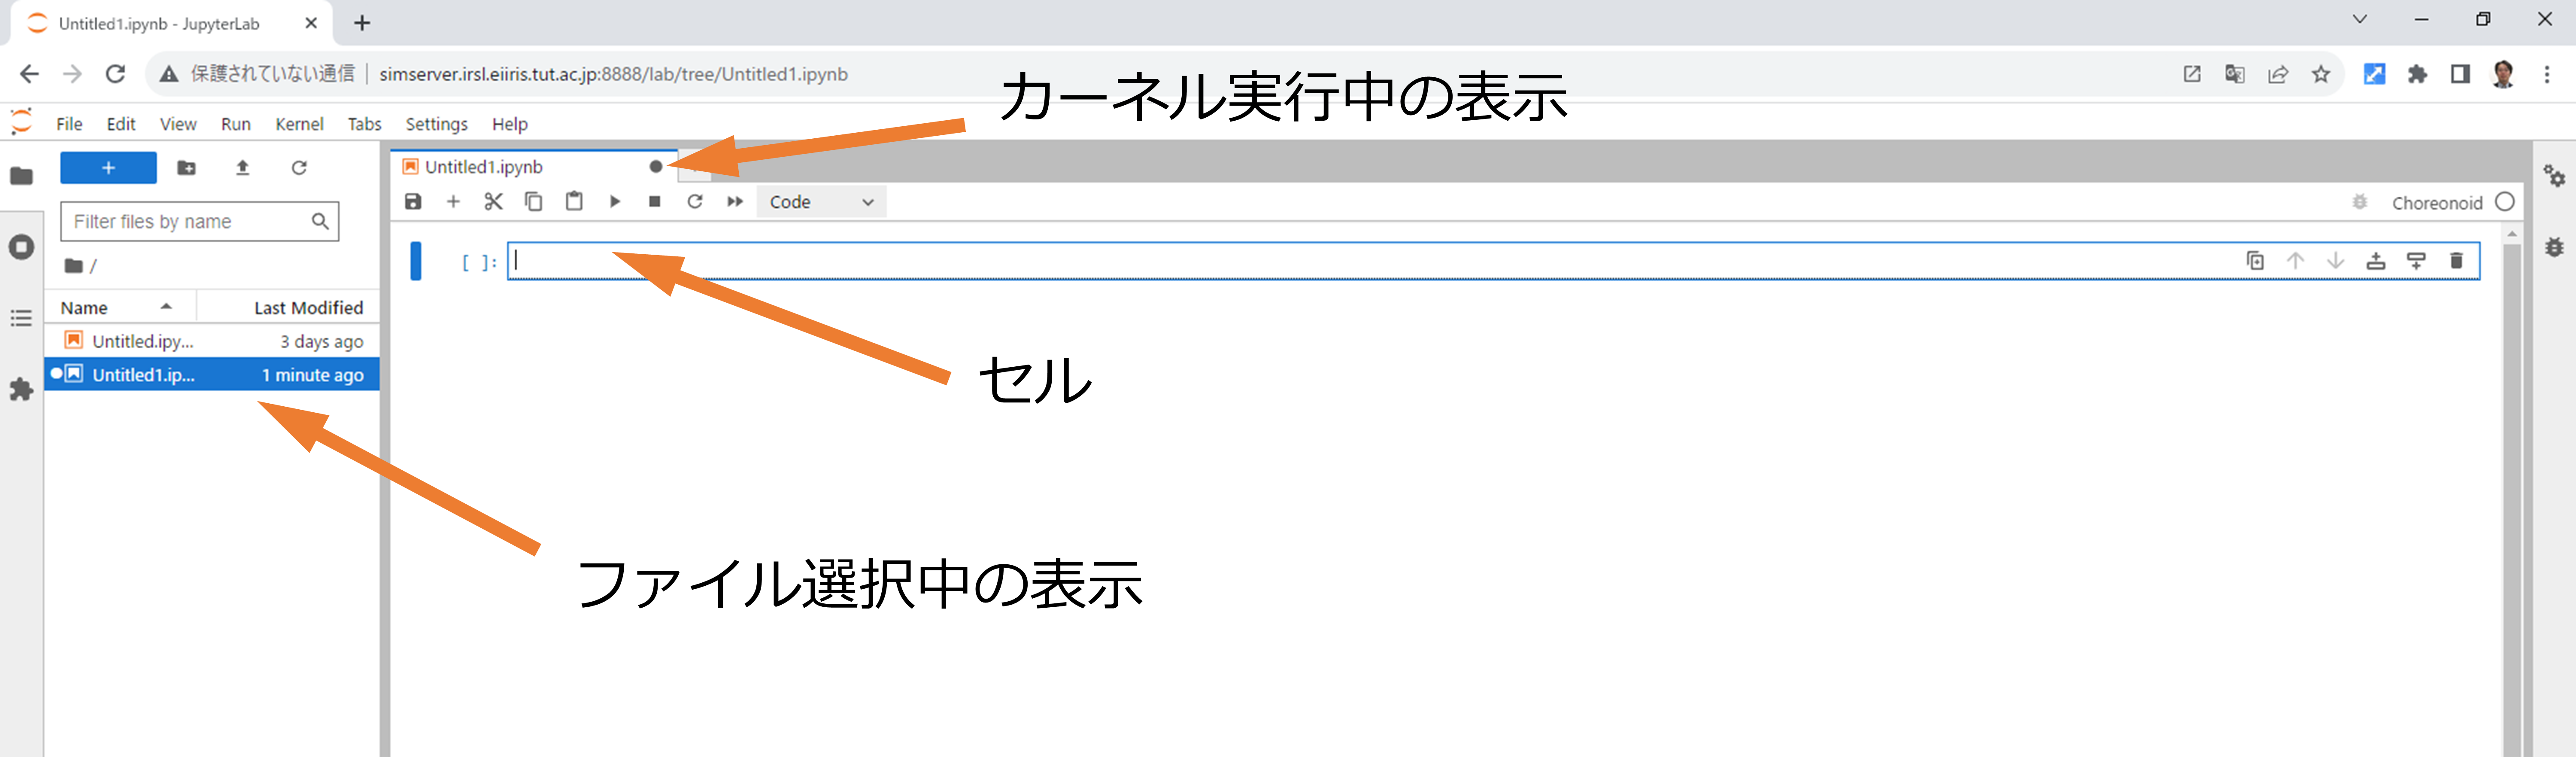 Untitled1.ipynb - JupyterLab
保護されていない通信 | simserver.irsl.eiiris.tut.ac.jp:8888/lab/tree/Untitled1.ipynb
カーネル実行中の表示
File Edit View Run Kernel Tabs Settings Help
Untitled1.ipynb
Code
Choreonoid
Filter files by name
/
[ ]:
Name Last Modified
Untitled.ipy... 3 days ago
Untitled1.ip... 1 minute ago
セル
ファイル選択中の表示